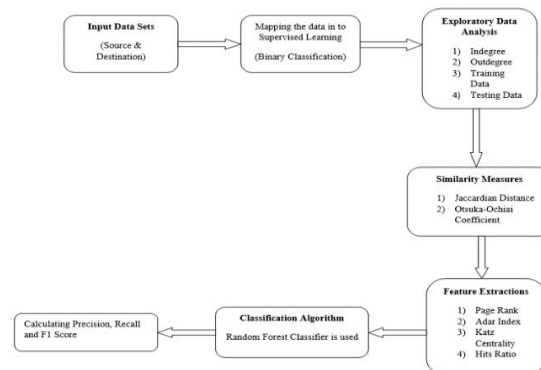 Input Data Sets
(Source &
Destination)
Mapping the data in to
Supervised Learning
(Binary Classification)
Exploratory Data
Analysis
1) Indegree
2) Outdegree
3) Training
Data
4) Testing Data
Similarity Measures
1) Jaccardian Distance
2) Otsuka-Ochiai
Coefficient
Feature Extractions
1) Page Rank
2) Adar Index
3) Katz
Centrality
4) Hits Ratio
Classification Algorithm
Random Forest Classifier is used
Calculating Precision, Recall
and F1 Score